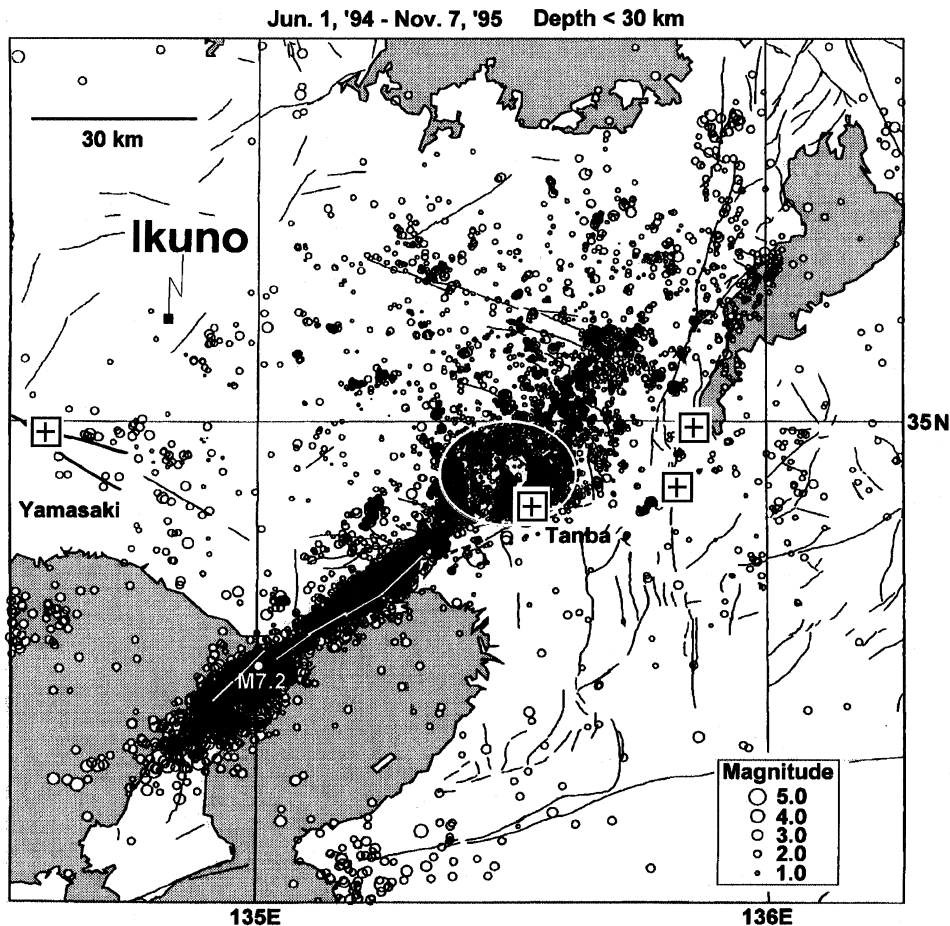 Jun. 1, '94 - Nov. 7, '95 Depth < 30 km
30 km
Ikuno
35N
Yamasaki
Tanba
M7.2
Magnitude
5.0
4.0
3.0
2.0
1.0
135E
136E